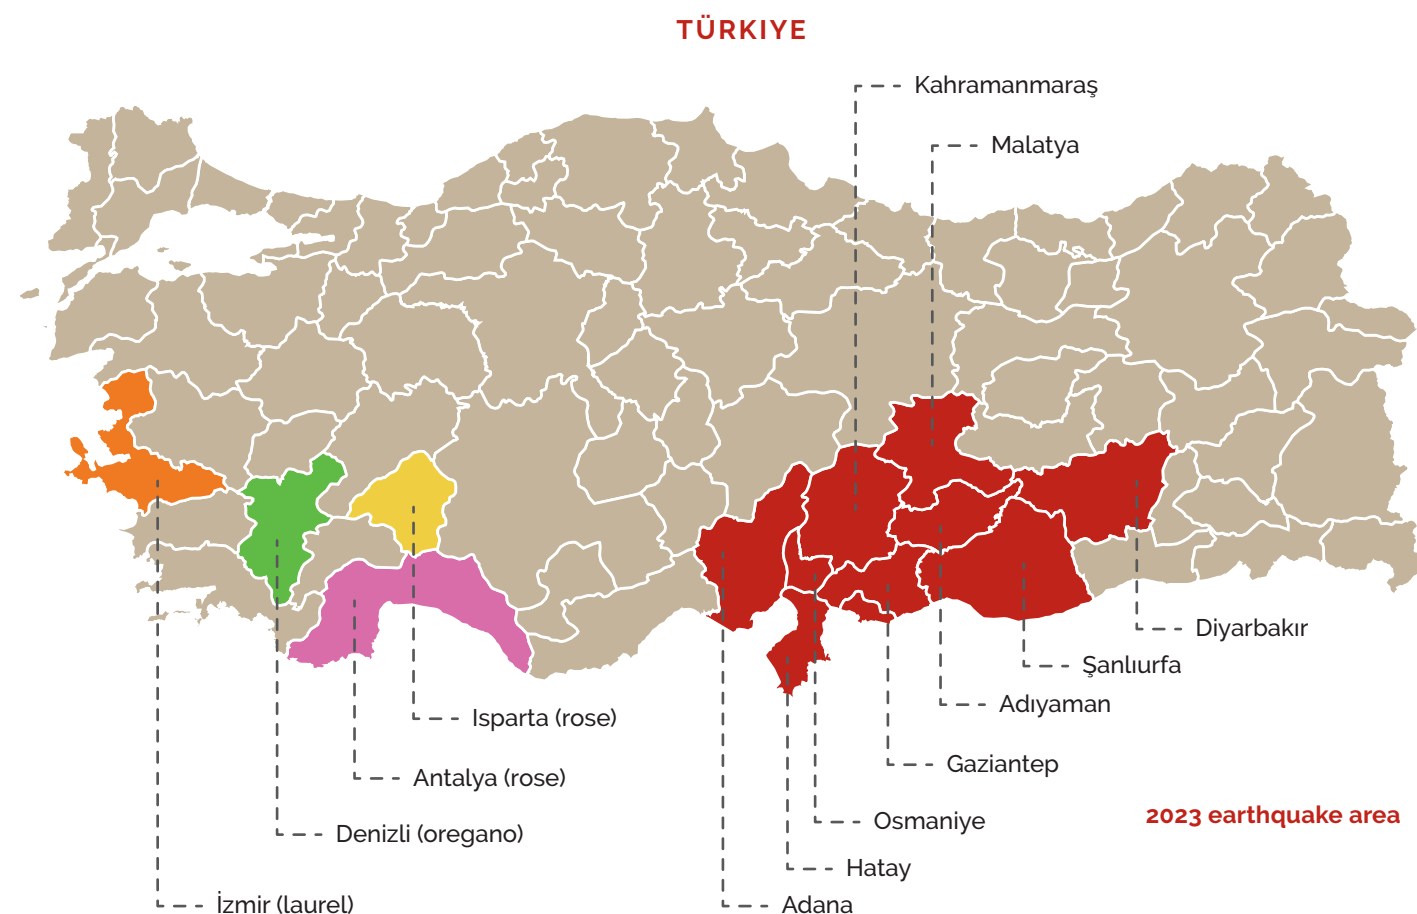 TÜRKIYE
Kahramanmaraş
Malatya
Diyarbakır
Şanlıurfa
Adıyaman
Isparta (rose)
Gaziantep
Antalya (rose)
2023 earthquake area
Osmaniye
Denizli (oregano)
Hatay
İzmir (laurel)
Adana